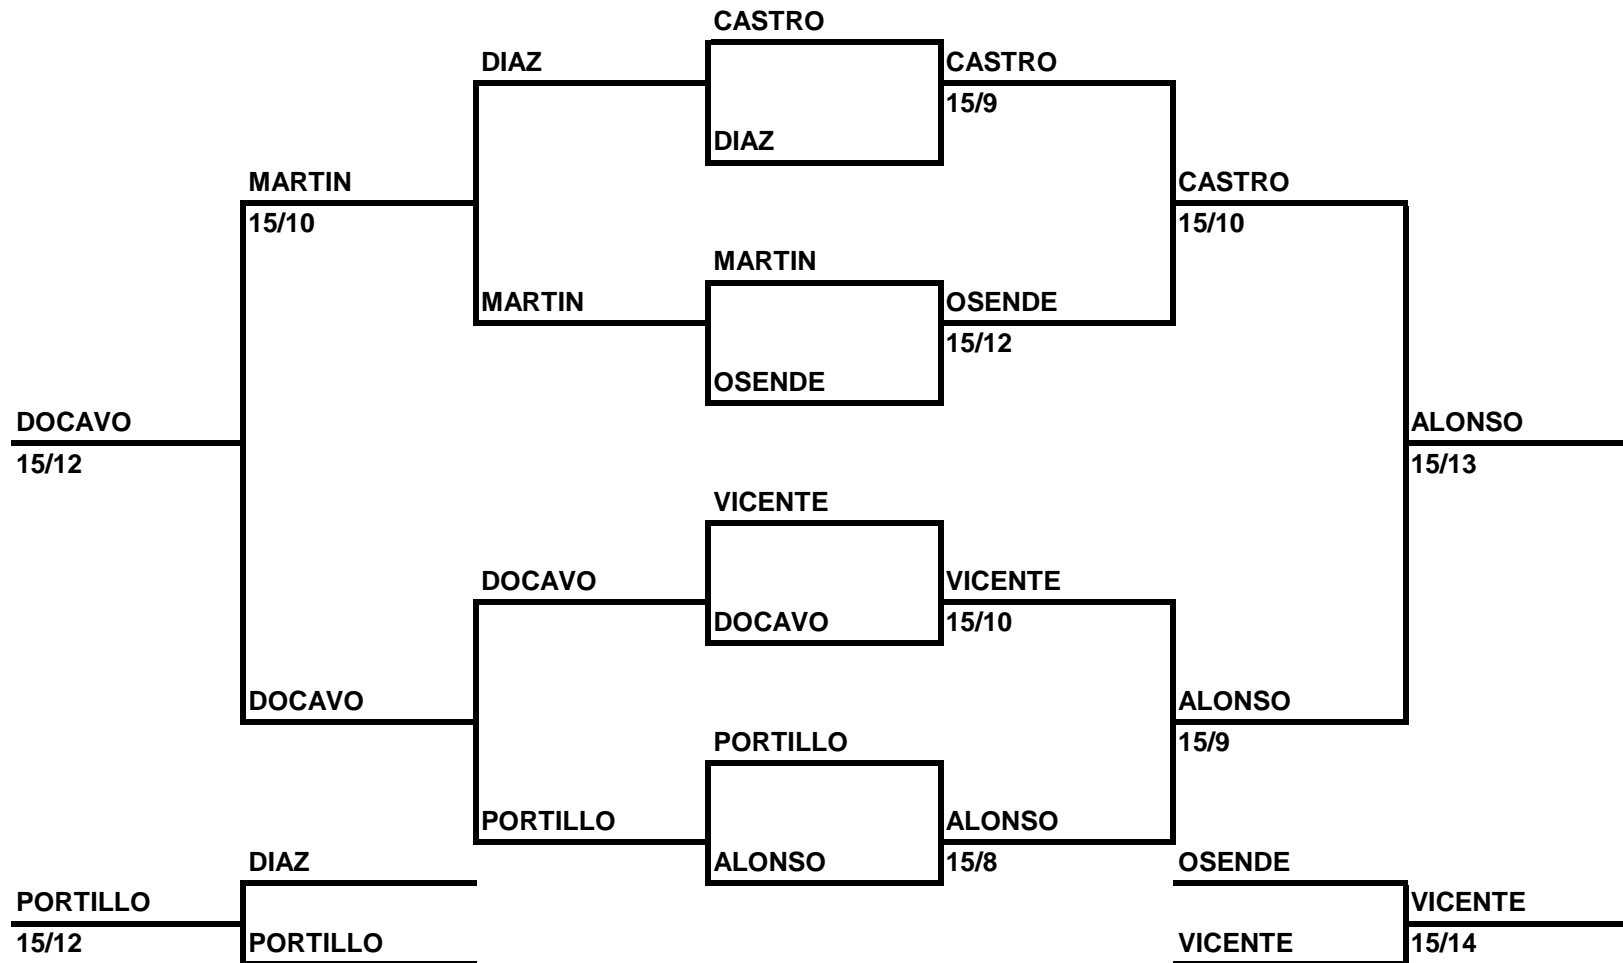 CASTRO
DIAZ
CASTRO
15/9
DIAZ
MARTIN
CASTRO
15/10
15/10
MARTIN
MARTIN
OSENDE
15/12
OSENDE
DOCAVO
ALONSO
15/12
15/13
VICENTE
DOCAVO
VICENTE
DOCAVO
15/10
DOCAVO
ALONSO
PORTILLO
15/9
PORTILLO
ALONSO
DIAZ
ALONSO
15/8
OSENDE
PORTILLO
VICENTE
15/12
PORTILLO
VICENTE
15/14